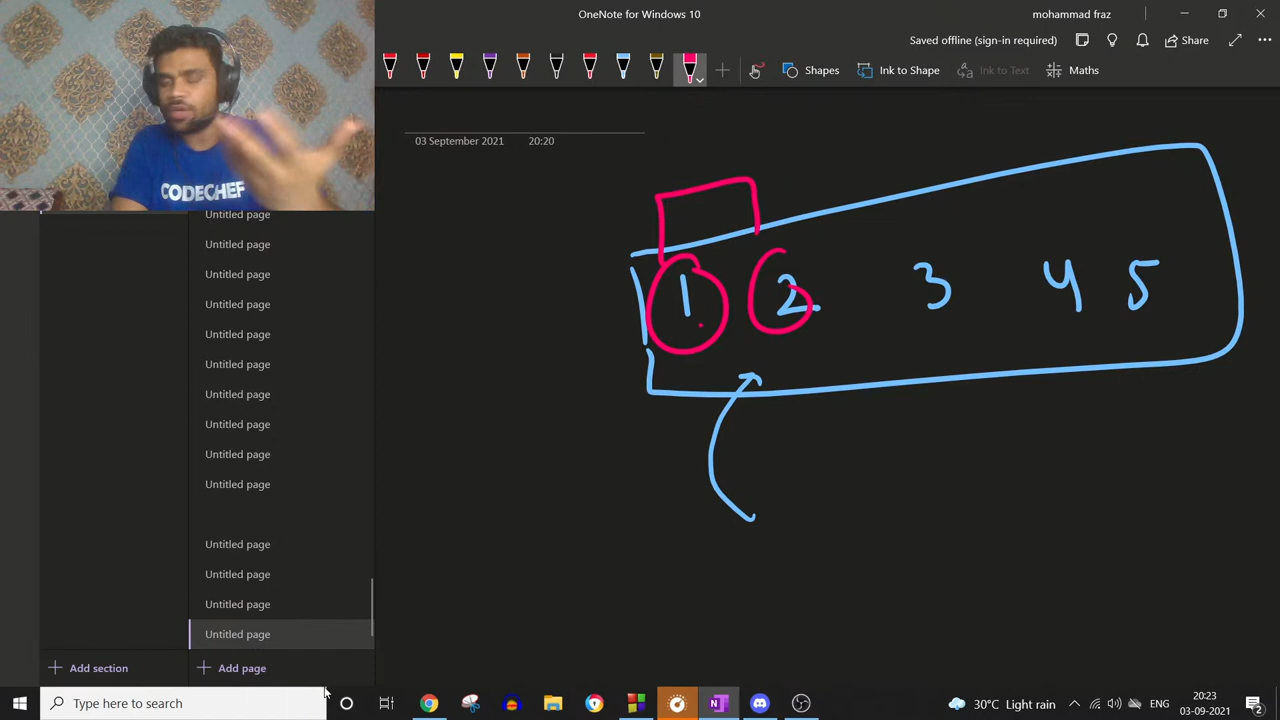 OneNote for Windows 10
mohammad fraz
Saved offline (sign-in required)
Share
Shapes
Ink to Shape
Ink to Text
Maths
CODECHEF
03 September 2021 20:20
1 2 3 4 5
Untitled page
Untitled page
Untitled page
Untitled page
Untitled page
Untitled page
Untitled page
Untitled page
Untitled page
Untitled page
Untitled page
Untitled page
Untitled page
Untitled page
Add section
Add page
Type here to search
30°C Light rain
ENG
20:23
03-09-2021
2